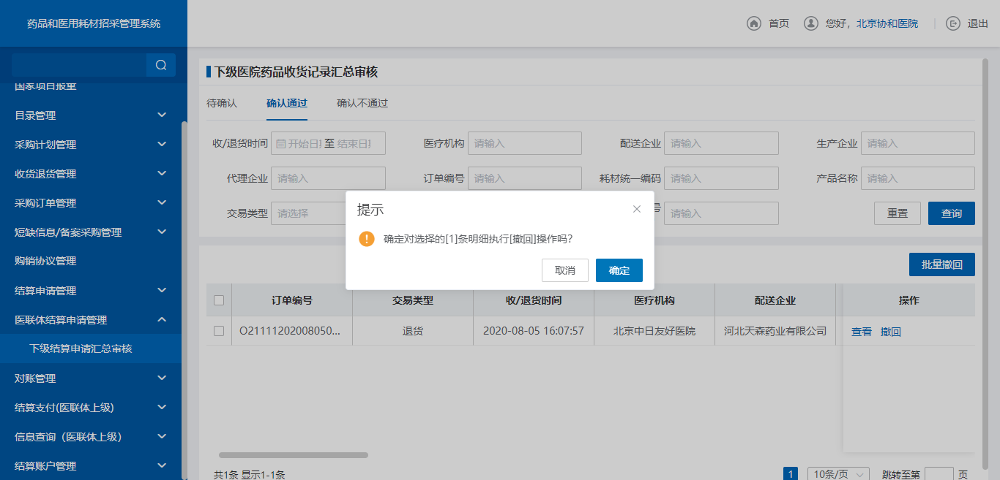 药品和医用耗材招采管理系统
首页 您好，北京协和医院 退出
国家项目报量
目录管理
采购计划管理
收货退货管理
采购订单管理
短缺信息/备案采购管理
购销协议管理
结算申请管理
医联体结算申请管理
下级结算申请汇总审核
对账管理
结算支付(医联体上级)
信息查询（医联体上级）
结算账户管理
下级医院药品收货记录汇总审核
待确认 确认通过 确认不通过
收/退货时间 开始日 至 结束日 医疗机构 请输入 配送企业 请输入 生产企业 请输入
代理企业 请输入 订单编号 请输入 耗材统一编码 请输入 产品名称 请输入
交易类型 请选择 号 请输入 重置 查询
提示
确定对选择的[1]条明细执行[撤回]操作吗?
取消 确定
批量撤回
订单编号 交易类型 收/退货时间 医疗机构 配送企业 操作
O21111202008050... 退货 2020-08-05 16:07:57 北京中日友好医院 河北天森药业有限公司 查看 撤回
共1条 显示1-1条 1 10条/页 跳转至第 页